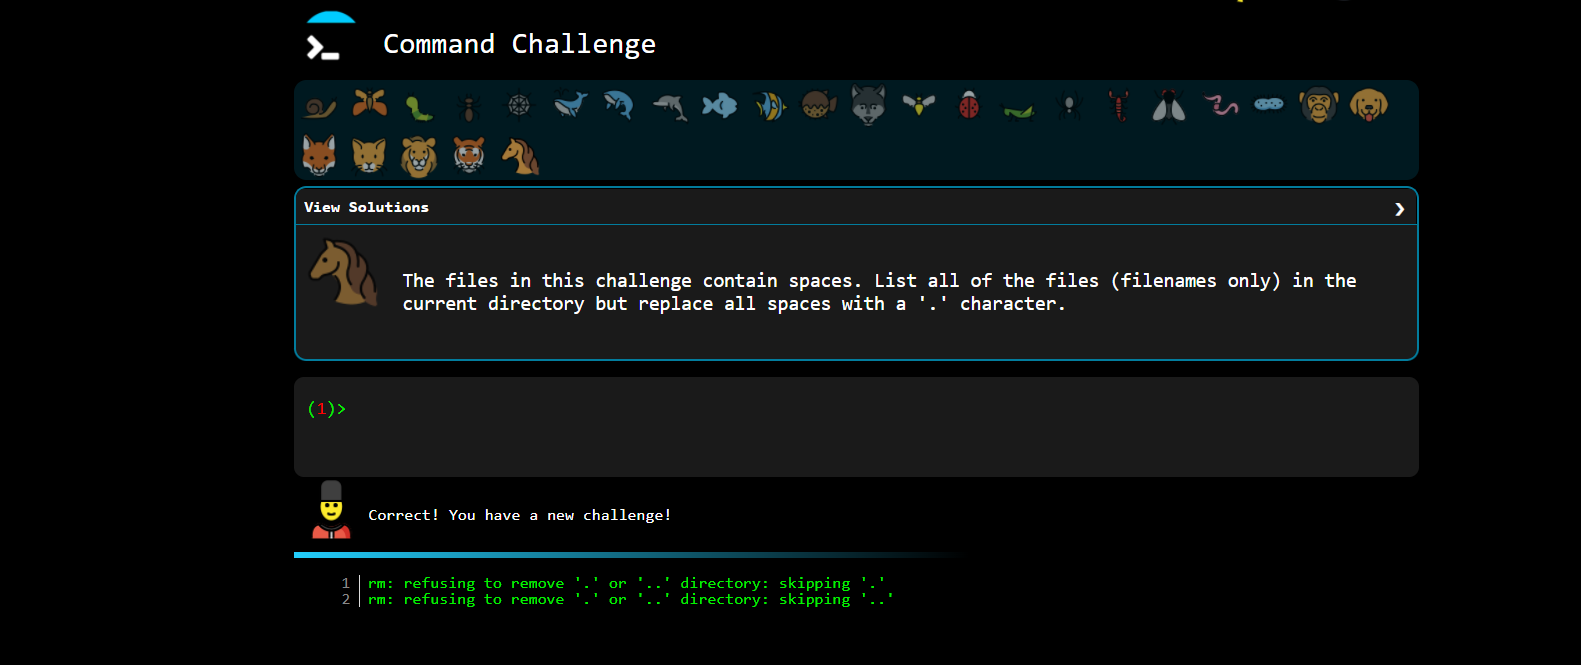 Command Challenge
View Solutions
The files in this challenge contain spaces. List all of the files (filenames only) in the
current directory but replace all spaces with a '.' character.
(1)>
Correct! You have a new challenge!
1 rm: refusing to remove '.' or '..' directory: skipping '.'
2 rm: refusing to remove '.' or '..' directory: skipping '..'